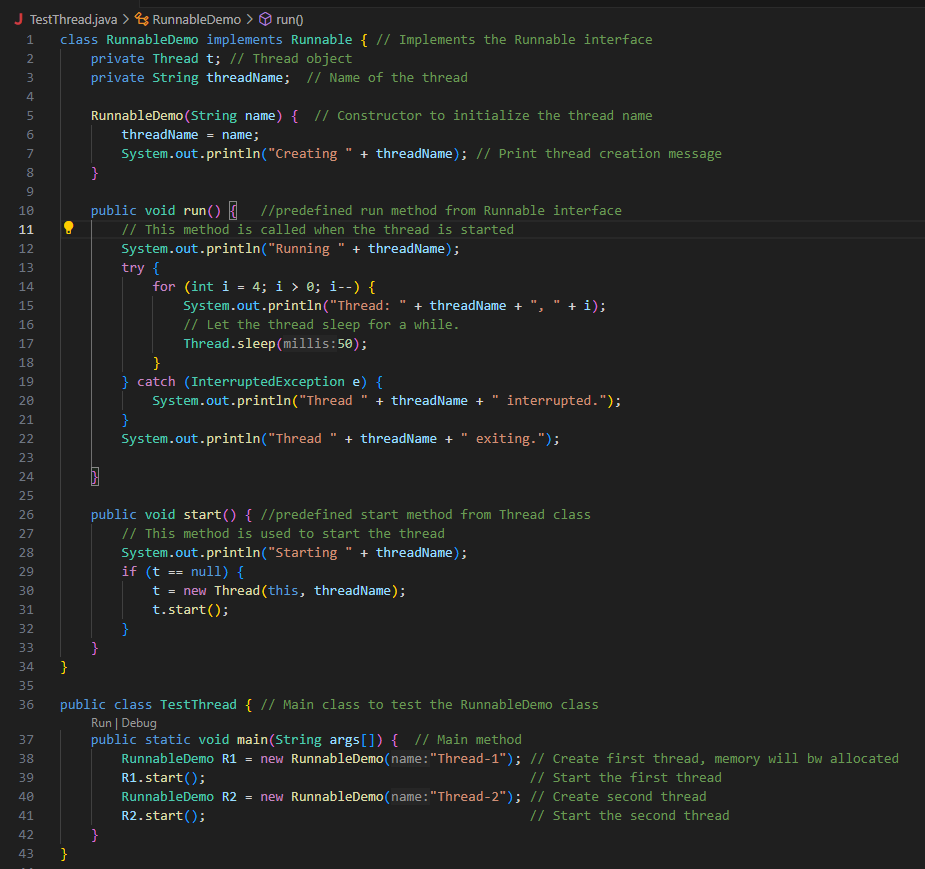 J TestThread.java > RunnableDemo > run()
1 class RunnableDemo implements Runnable { // Implements the Runnable interface
2     private Thread t; // Thread object
3     private String threadName;  // Name of the thread
4
5     RunnableDemo(String name) {  // Constructor to initialize the thread name
6         threadName = name;
7         System.out.println("Creating " + threadName); // Print thread creation message
8     }
9
10     public void run() {   //predefined run method from Runnable interface
11         // This method is called when the thread is started
12         System.out.println("Running " + threadName);
13         try {
14             for (int i = 4; i > 0; i--) {
15                 System.out.println("Thread: " + threadName + ", " + i);
16                 // Let the thread sleep for a while.
17                 Thread.sleep(millis:50);
18             }
19         } catch (InterruptedException e) {
20             System.out.println("Thread " + threadName + " interrupted.");
21         }
22         System.out.println("Thread " + threadName + " exiting.");
23
24     }
25
26     public void start() { //predefined start method from Thread class
27         // This method is used to start the thread
28         System.out.println("Starting " + threadName);
29         if (t == null) {
30             t = new Thread(this, threadName);
31             t.start();
32         }
33     }
34 }
35
36 public class TestThread { // Main class to test the RunnableDemo class
Run | Debug
37     public static void main(String args[]) {  // Main method
38         RunnableDemo R1 = new RunnableDemo(name:"Thread-1"); // Create first thread, memory will bw allocated
39         R1.start();                                          // Start the first thread
40         RunnableDemo R2 = new RunnableDemo(name:"Thread-2"); // Create second thread
41         R2.start();                                          // Start the second thread
42     }
43 }